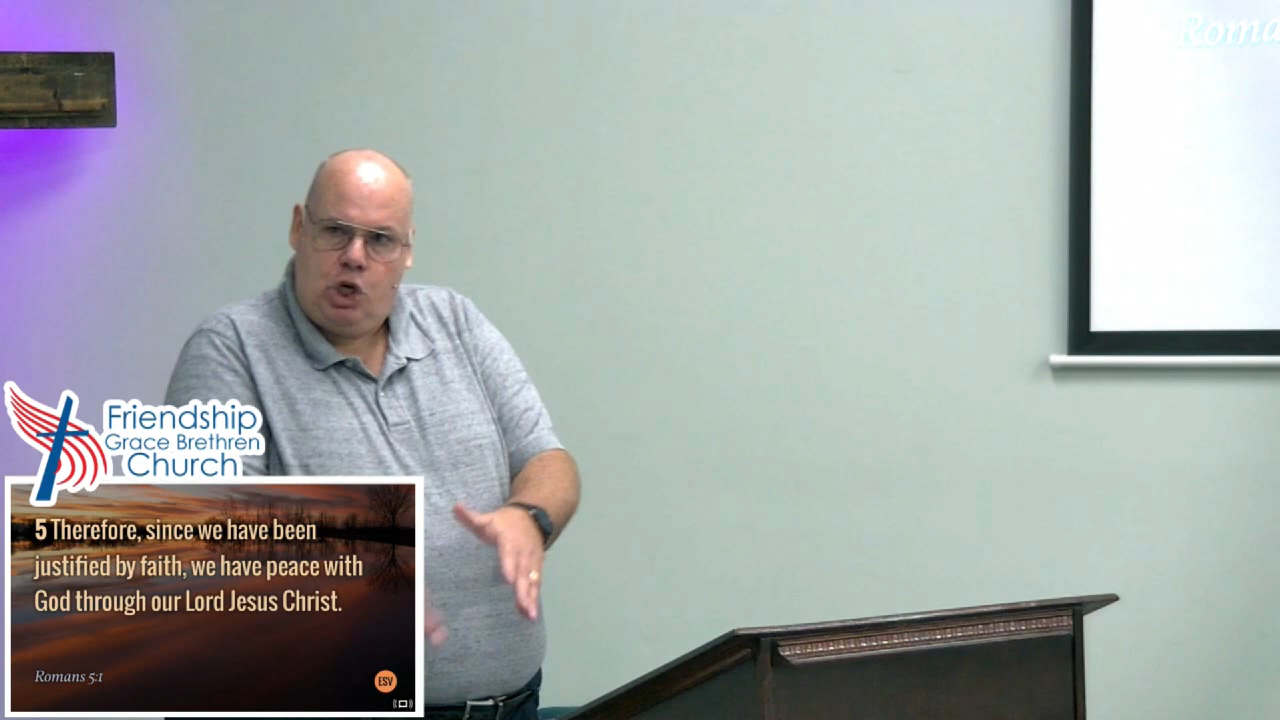 Roma
Friendship
Grace Brethren
Church
5 Therefore, since we have been
justified by faith, we have peace with
God through our Lord Jesus Christ.
Romans 5:1
ESV